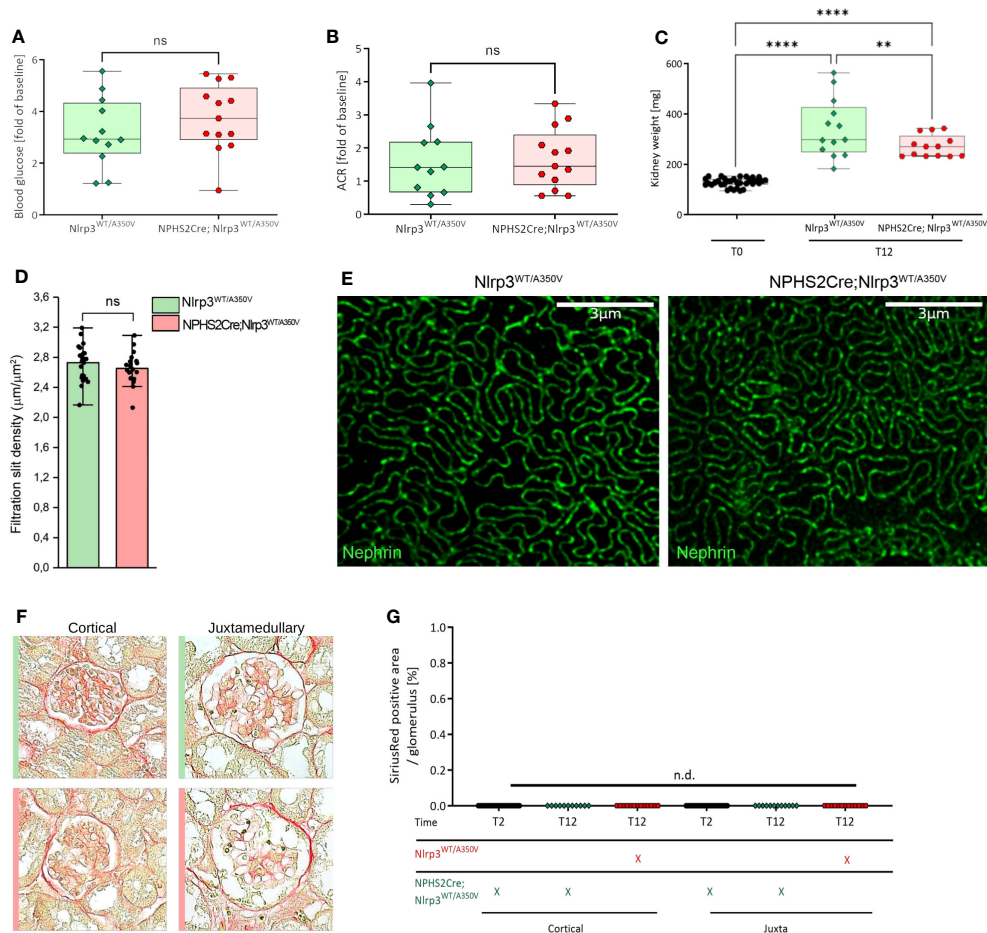 A
ns
Blood glucose [fold of baseline]
6
4
2
0
Nlrp3WT/A350V
NPHS2Cre; Nlrp3WT/A350V
B
ns
ACR [fold of baseline]
5
4
3
2
1
0
Nlrp3WT/A350V
NPHS2Cre;Nlrp3WT/A350V
C
****
****
**
Kidney weight [mg]
600
400
200
0
Nlrp3WT/A350V
NPHS2Cre; Nlrp3WT/A350V
T0
T12
D
ns
Nlrp3WT/A350V
NPHS2Cre;Nlrp3WT/A350V
Filtration slit density (µm/µm²)
3,6
3,2
2,8
2,4
2,0
1,6
1,2
0,8
0,4
0,0
E
Nlrp3WT/A350V
NPHS2Cre;Nlrp3WT/A350V
3µm
3µm
Nephrin
Nephrin
F
Cortical
Juxtamedullary
G
SiriusRed positive area
/ glomerulus [%]
1.0
0.8
0.6
0.4
0.2
0.0
n.d.
Time
T2
T12
T12
T2
T12
T12
Nlrp3WT/A350V
X
X
NPHS2Cre;
Nlrp3WT/A350V
X
X
X
X
Cortical
Juxta